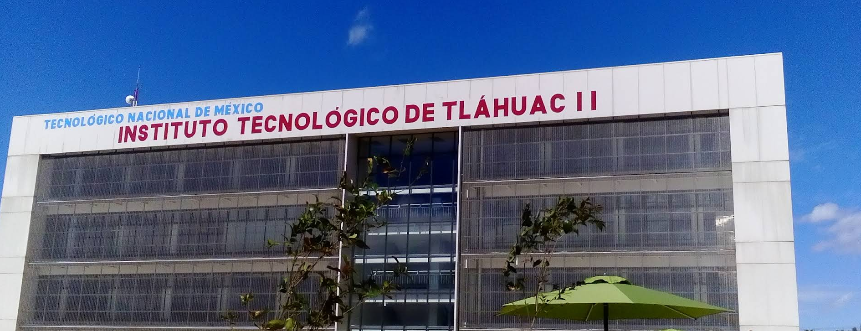 TECNOLÓGICO NACIONAL DE MÉXICO
INSTITUTO TECNOLÓGICO DE TLÁHUAC II